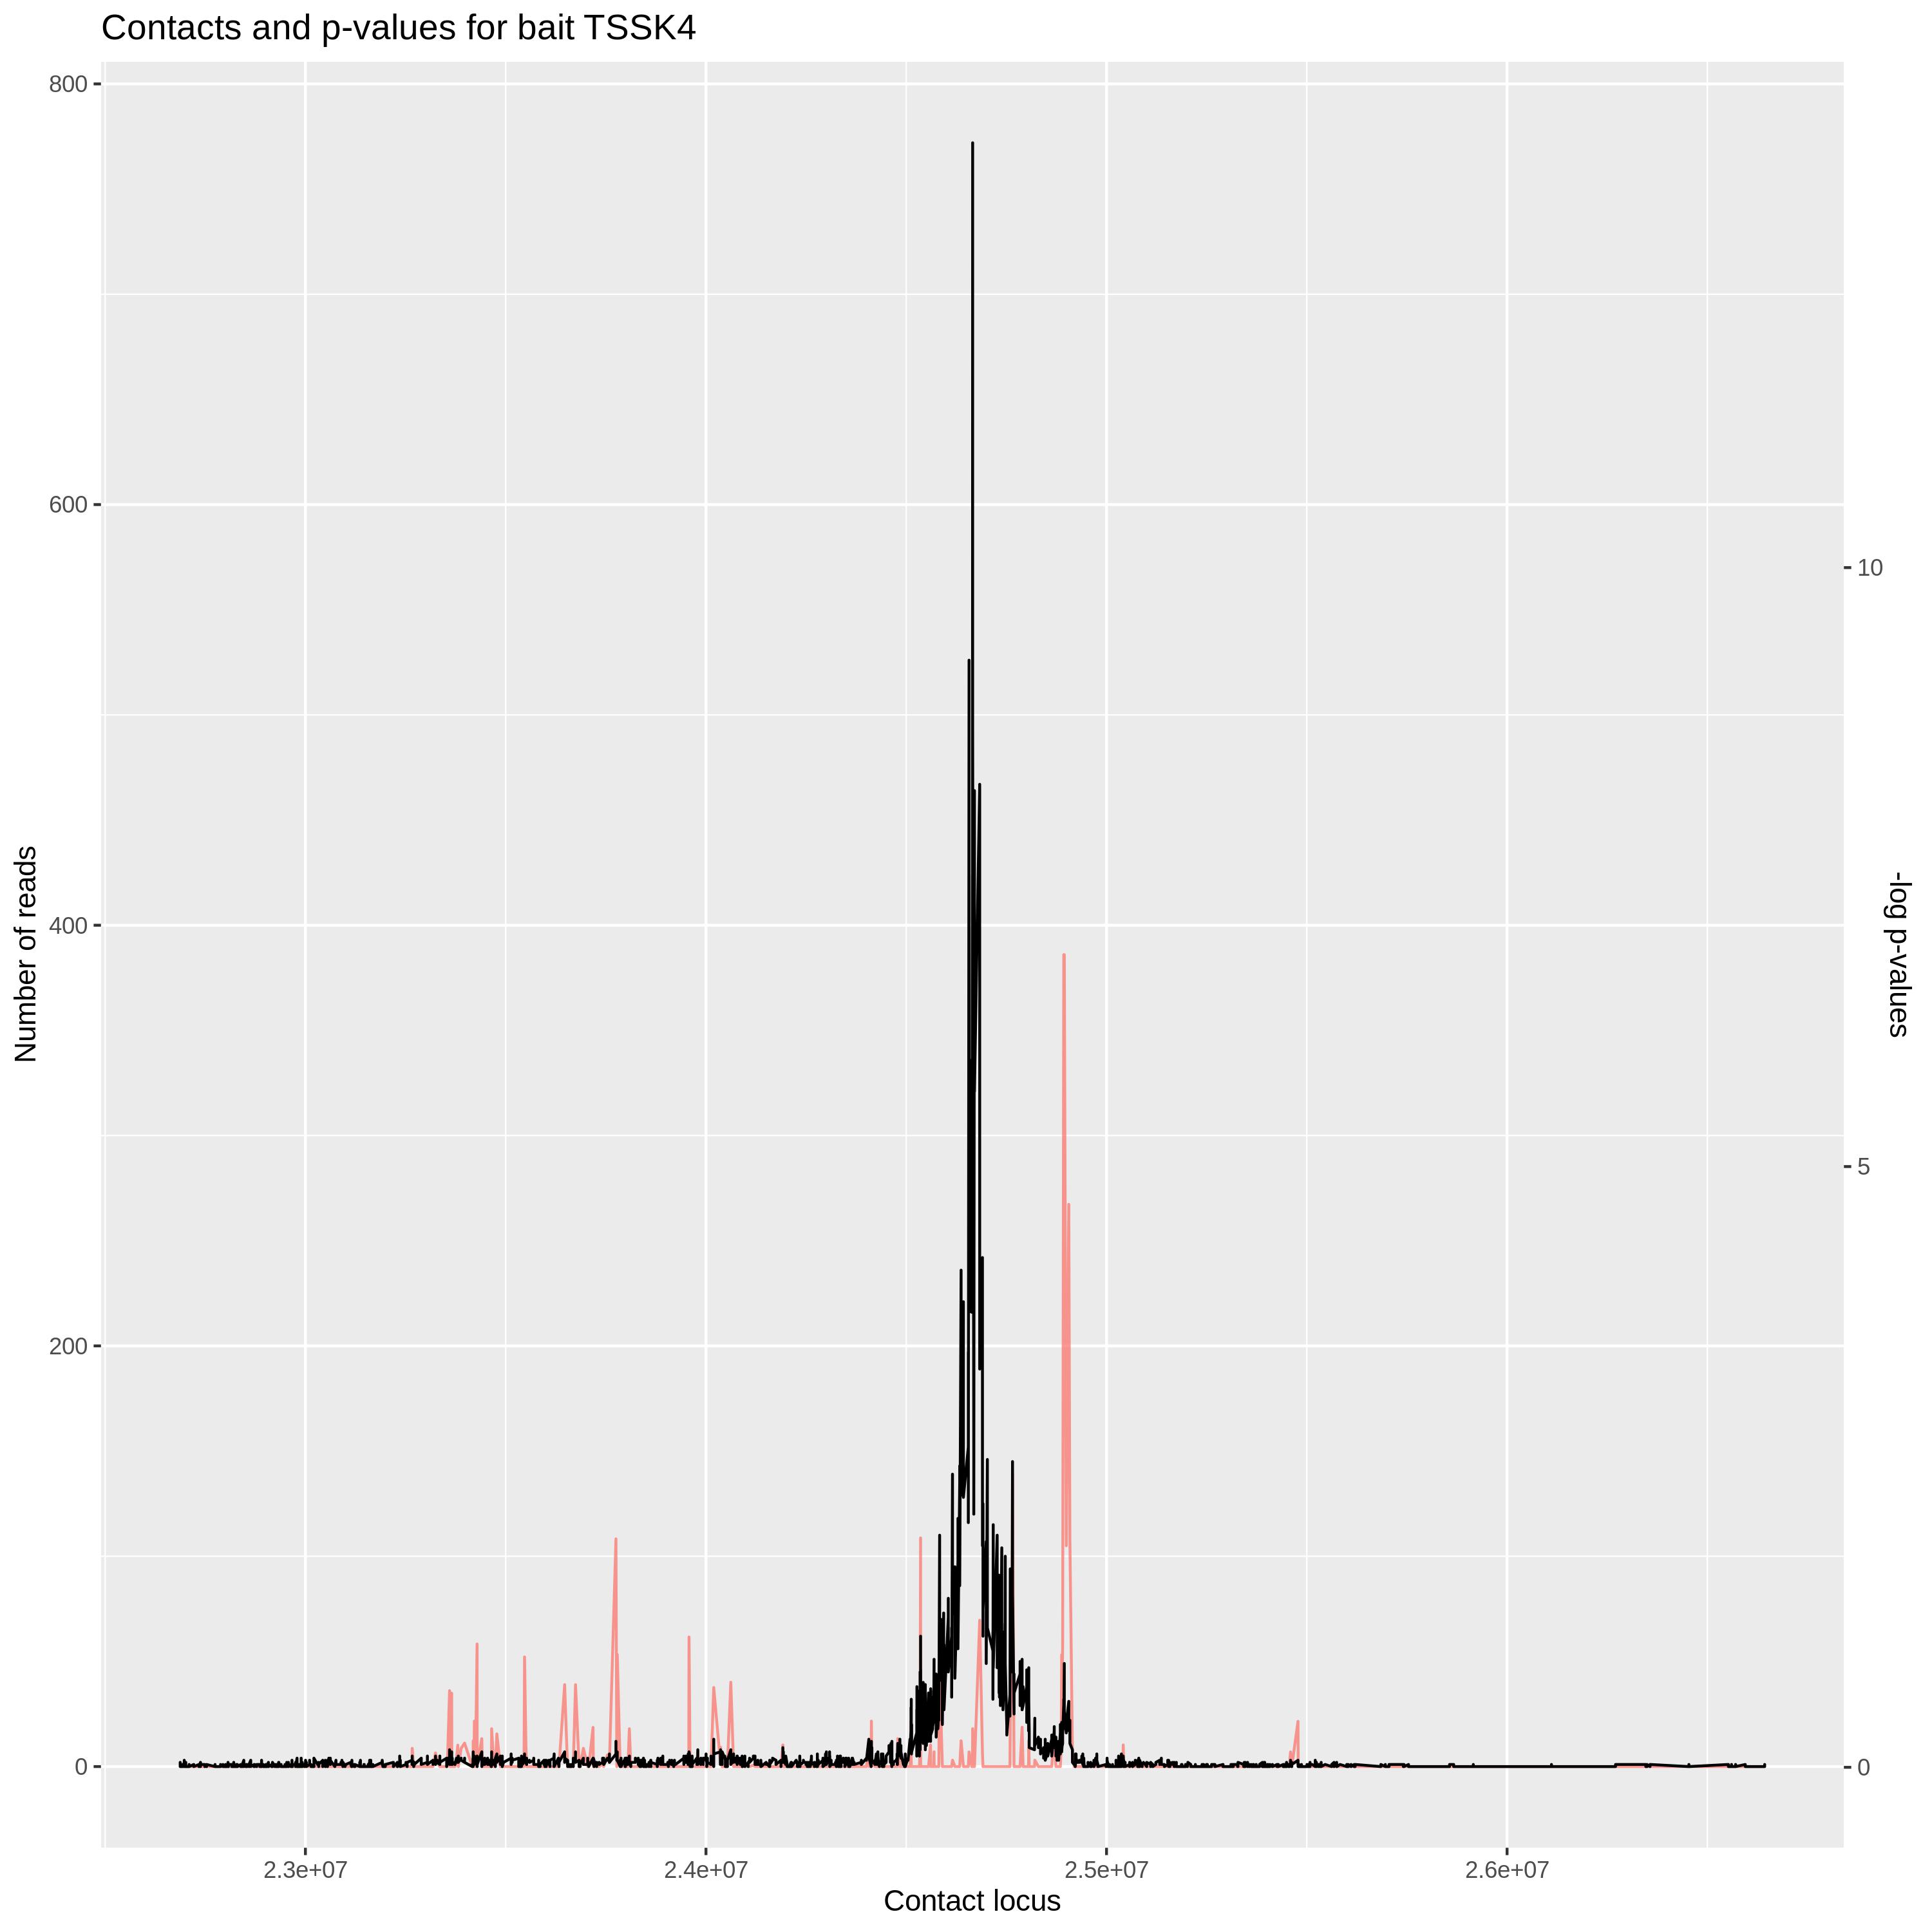 Contacts and p-values for bait TSSK4
800
600
400
200
0
Number of reads
10
5
0
-log p-values
2.3e+07
2.4e+07
2.5e+07
2.6e+07
Contact locus